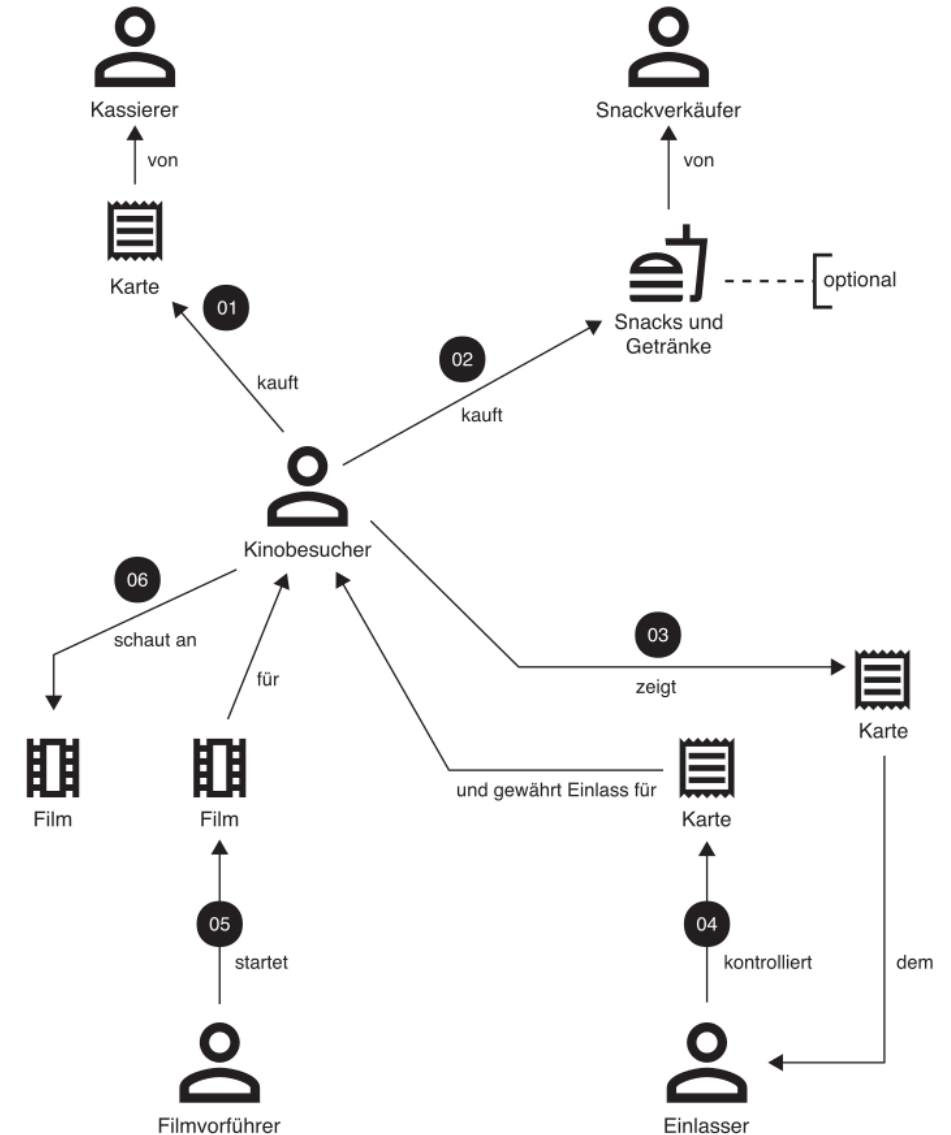 Kassierer
Snackverkäufer
von
von
Karte
01
optional
Snacks und
Getränke
02
kauft
kauft
Kinobesucher
06
schaut an
03
für
zeigt
Karte
und gewährt Einlass für
Film
Film
Karte
05
04
startet
kontrolliert
dem
Filmvorführer
Einlasser